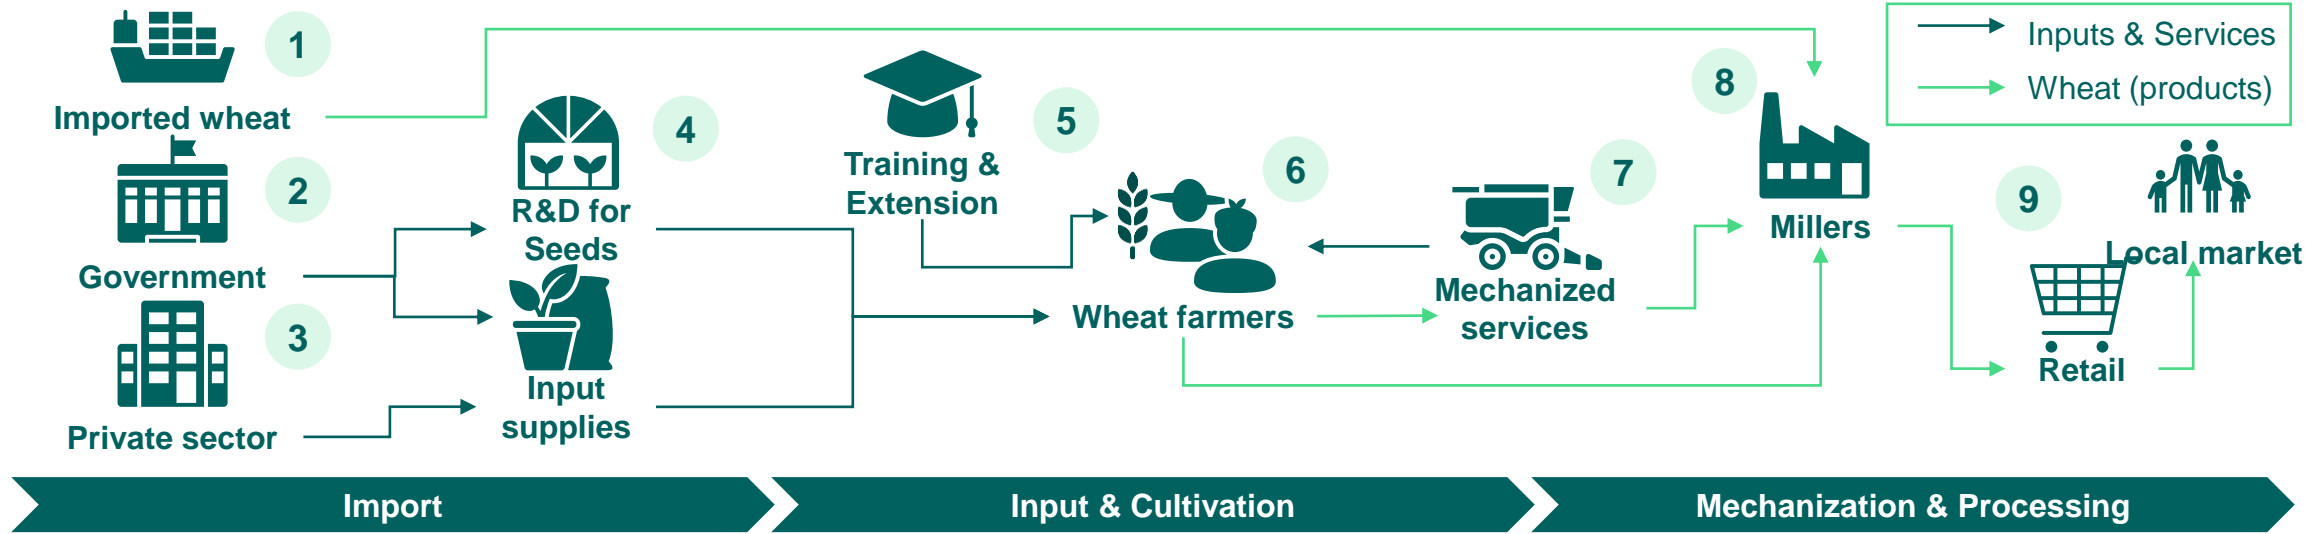 1
Imported wheat
2
Government
3
Private sector
4
R&D for
Seeds
Input
supplies
5
Training &
Extension
6
Wheat farmers
7
Mechanized
services
8
Millers
9
Retail
Local market
Inputs & Services
Wheat (products)
Import
Input & Cultivation
Mechanization & Processing